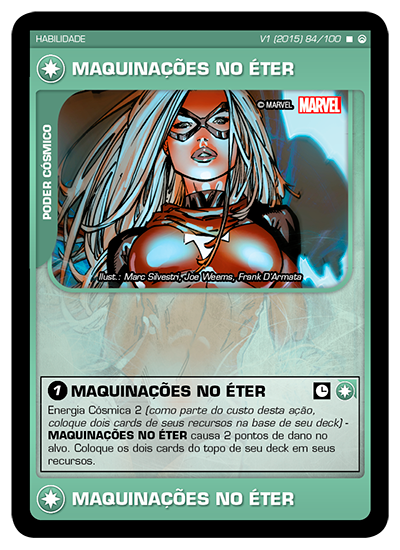 HABILIDADE
V1 (2015) 84/100
MAQUINAÇÕES NO ÉTER
© MARVEL MARVEL
PODER CÓSMICO
Ilust.: Marc Silvestri, Joe Weems, Frank D'Armata
1 MAQUINAÇÕES NO ÉTER
Energia Cósmica 2 (como parte do custo desta ação,
coloque dois cards de seus recursos na base de seu deck) -
MAQUINAÇÕES NO ÉTER causa 2 pontos de dano no
alvo. Coloque os dois cards do topo de seu deck em seus
recursos.
MAQUINAÇÕES NO ÉTER